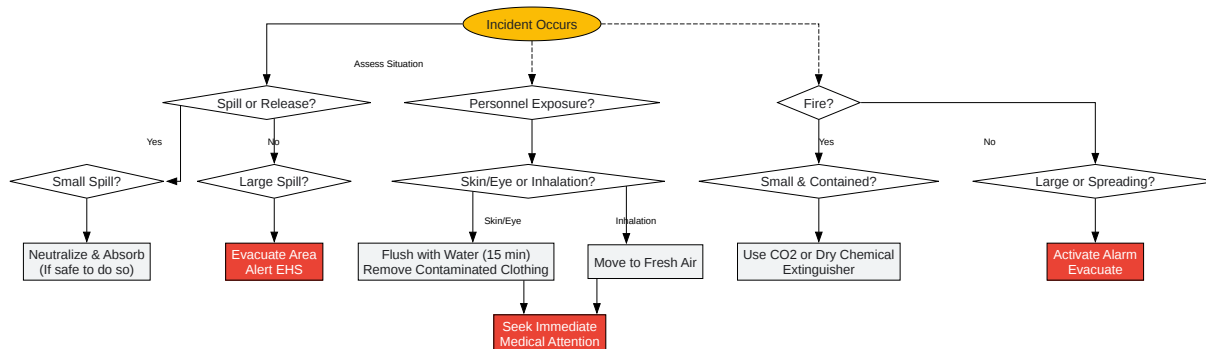 Incident Occurs
Assess Situation
Spill or Release?
Personnel Exposure?
Fire?
Yes
No
Yes
No
Small Spill?
Large Spill?
Skin/Eye or Inhalation?
Small & Contained?
Large or Spreading?
Skin/Eye
Inhalation
Neutralize & Absorb
(If safe to do so)
Evacuate Area
Alert EHS
Flush with Water (15 min)
Remove Contaminated Clothing
Move to Fresh Air
Use CO2 or Dry Chemical
Extinguisher
Activate Alarm
Evacuate
Seek Immediate
Medical Attention